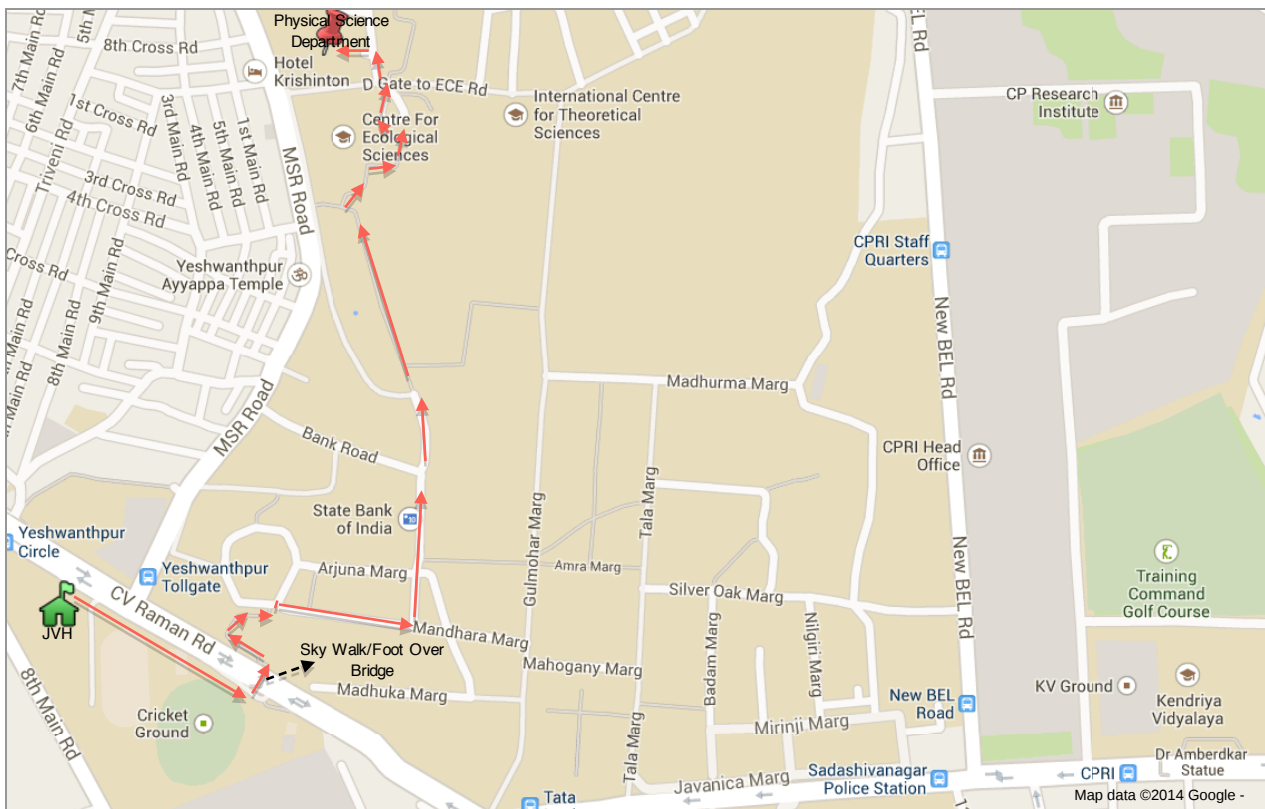 Physical Science
Department
8th Cross Rd
5th M
6th Main Rd
7th Main Rd
Hotel
Krishinton
D Gate to ECE Rd
International Centre
for Theoretical
Sciences
Centre For
Ecological
Sciences
CP Research
Institute
EL Rd
1st Cross Rd
3rd Main Rd
4th Main Rd
5th Main Rd
1st Main Rd
Triveni Rd
3rd Cross Rd
4th Cross Rd
MSR Road
Cross Rd
9th Main Rd
8th Main Rd
Main Rd
Main Rd
Yeshwanthpur
Ayyappa Temple
CPRI Staff
Quarters
New BEL Rd
MSR Road
Madhurma Marg
Bank Road
CPRI Head
Office
State Bank
of India
Gulmohar Marg
Tala Marg
Yeshwanthpur
Circle
Yeshwanthpur
Tollgate
Arjuna Marg
Amra Marg
New BEL Rd
Training
Command
Golf Course
Silver Oak Marg
CV Raman Rd
JVH
Mandhara Marg
Badam Marg
Nilgiri Marg
Sky Walk/Foot Over
Bridge
Mahogany Marg
8th Main Rd
Madhuka Marg
Cricket
Ground
New BEL
Road
KV Ground
Kendriya
Vidyalaya
Mirinji Marg
Tala Marg
Dr Amberdkar
Statue
Javanica Marg
Sadashivanagar
Police Station
CPRI
Tata
Map data ©2014 Google -